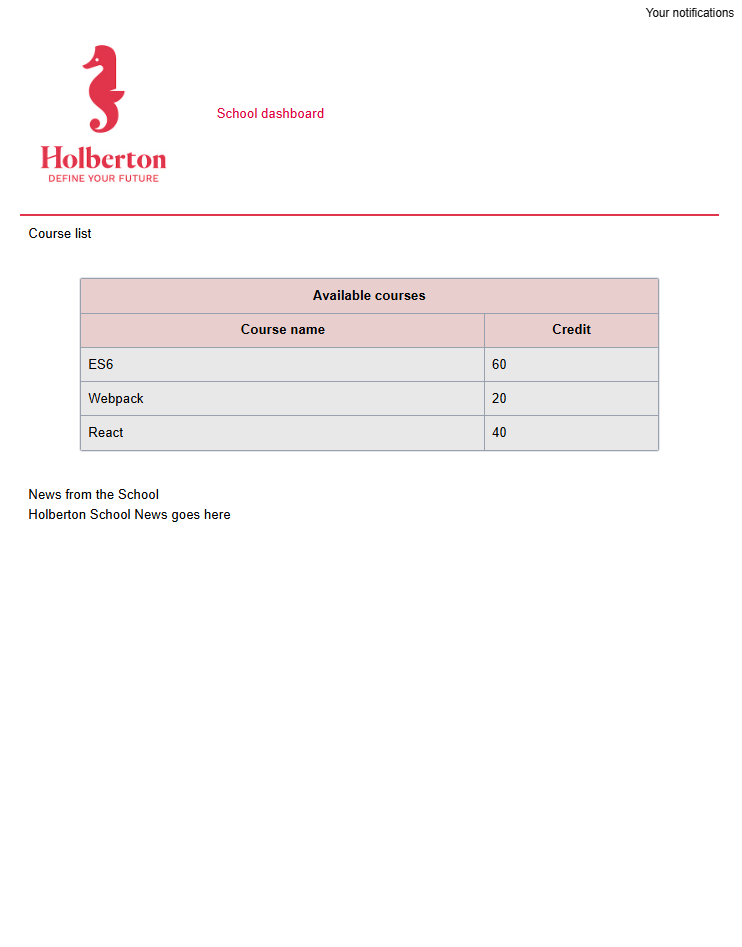 Your notifications
School dashboard
Holberton
DEFINE YOUR FUTURE
Course list
Available courses
Course name Credit
ES6 60
Webpack 20
React 40
News from the School
Holberton School News goes here